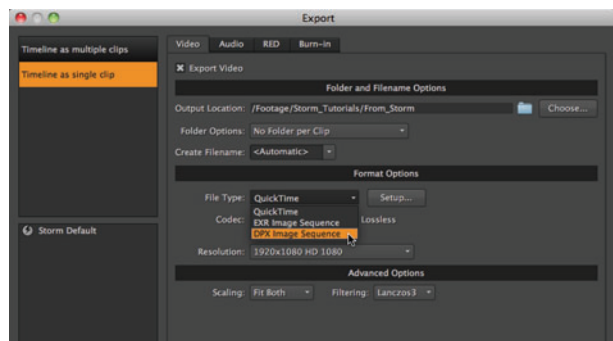 Export
Timeline as multiple clips
Timeline as single clip
Storm Default
Video Audio RED Burn-in
Export Video
Folder and Filename Options
Output Location: /Footage/Storm_Tutorials/From_Storm Choose...
Folder Options: No Folder per Clip
Create Filename: <Automatic>
Format Options
File Type: QuickTime Setup...
QuickTime
Codec: EXR Image Sequence Lossless
DPX Image Sequence
Resolution: 1920x1080 HD 1080
Advanced Options
Scaling: Fit Both Filtering: Lanczos3